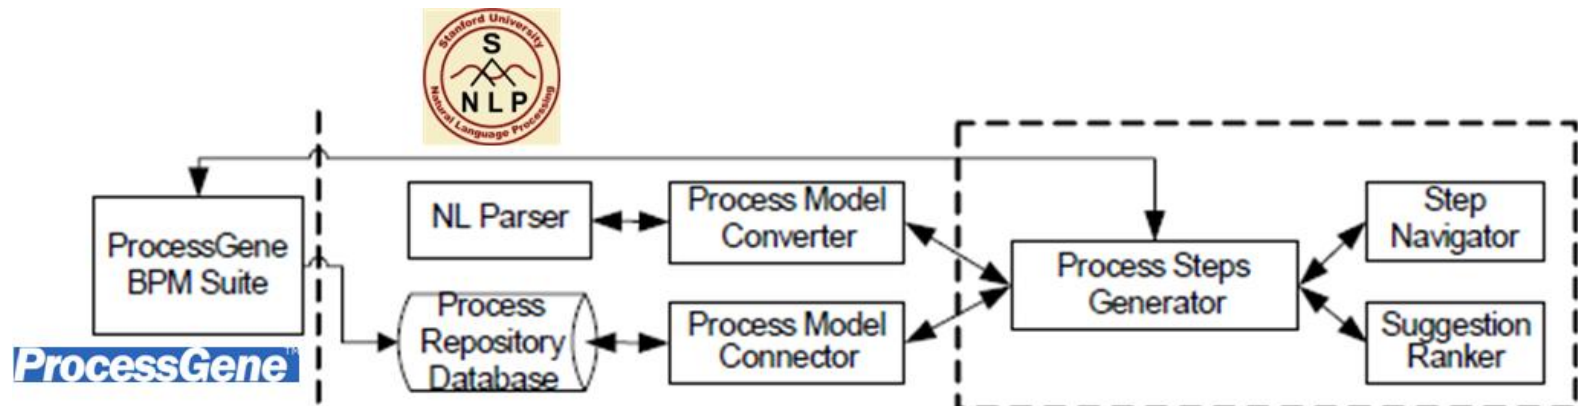 Stanford University
S
NLP
Natural Language Processing
ProcessGene
BPM Suite
ProcessGene™
NL Parser
Process
Repository
Database
Process Model
Converter
Process Model
Connector
Process Steps
Generator
Step
Navigator
Suggestion
Ranker